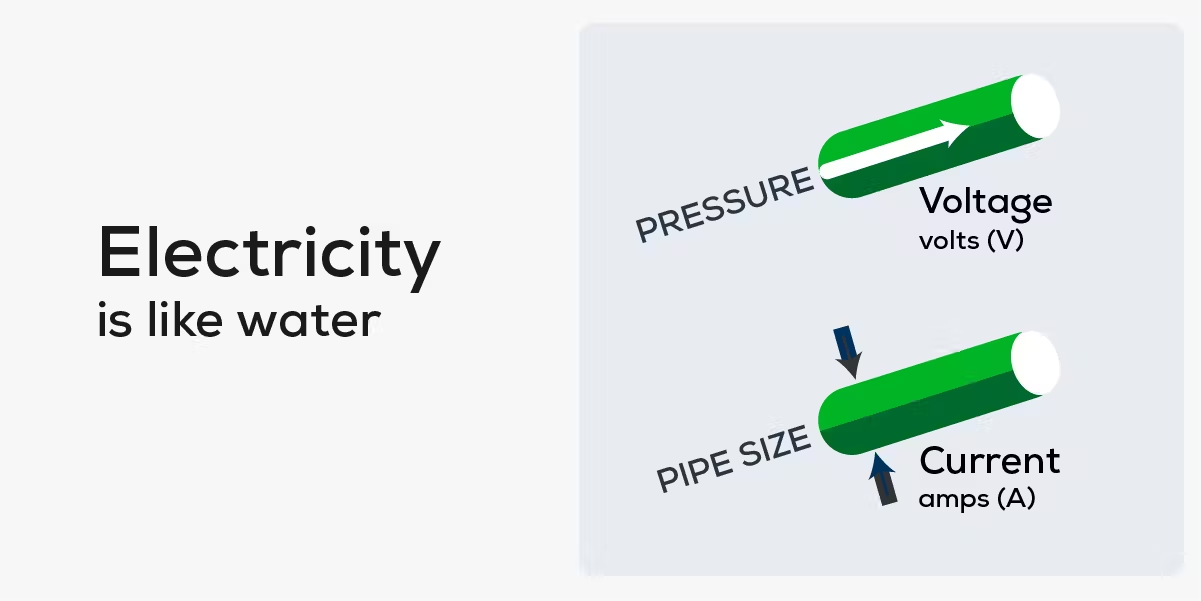 Electricity
is like water
PRESSURE
Voltage
volts (V)
PIPE SIZE
Current
amps (A)